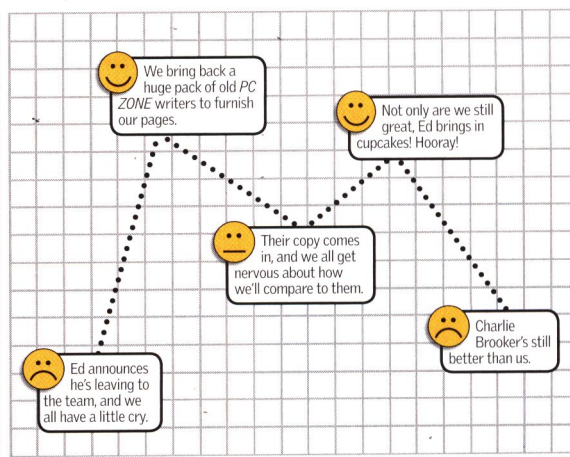 Ed announces
he's leaving to
the team, and we
all have a little cry.
We bring back a
huge pack of old PC
ZONE writers to furnish
our pages.
Their copy comes
in, and we all get
nervous about how
we'll compare to them.
Not only are we still
great, Ed brings in
cupcakes! Hooray!
Charlie
Brooker's still
better than us.